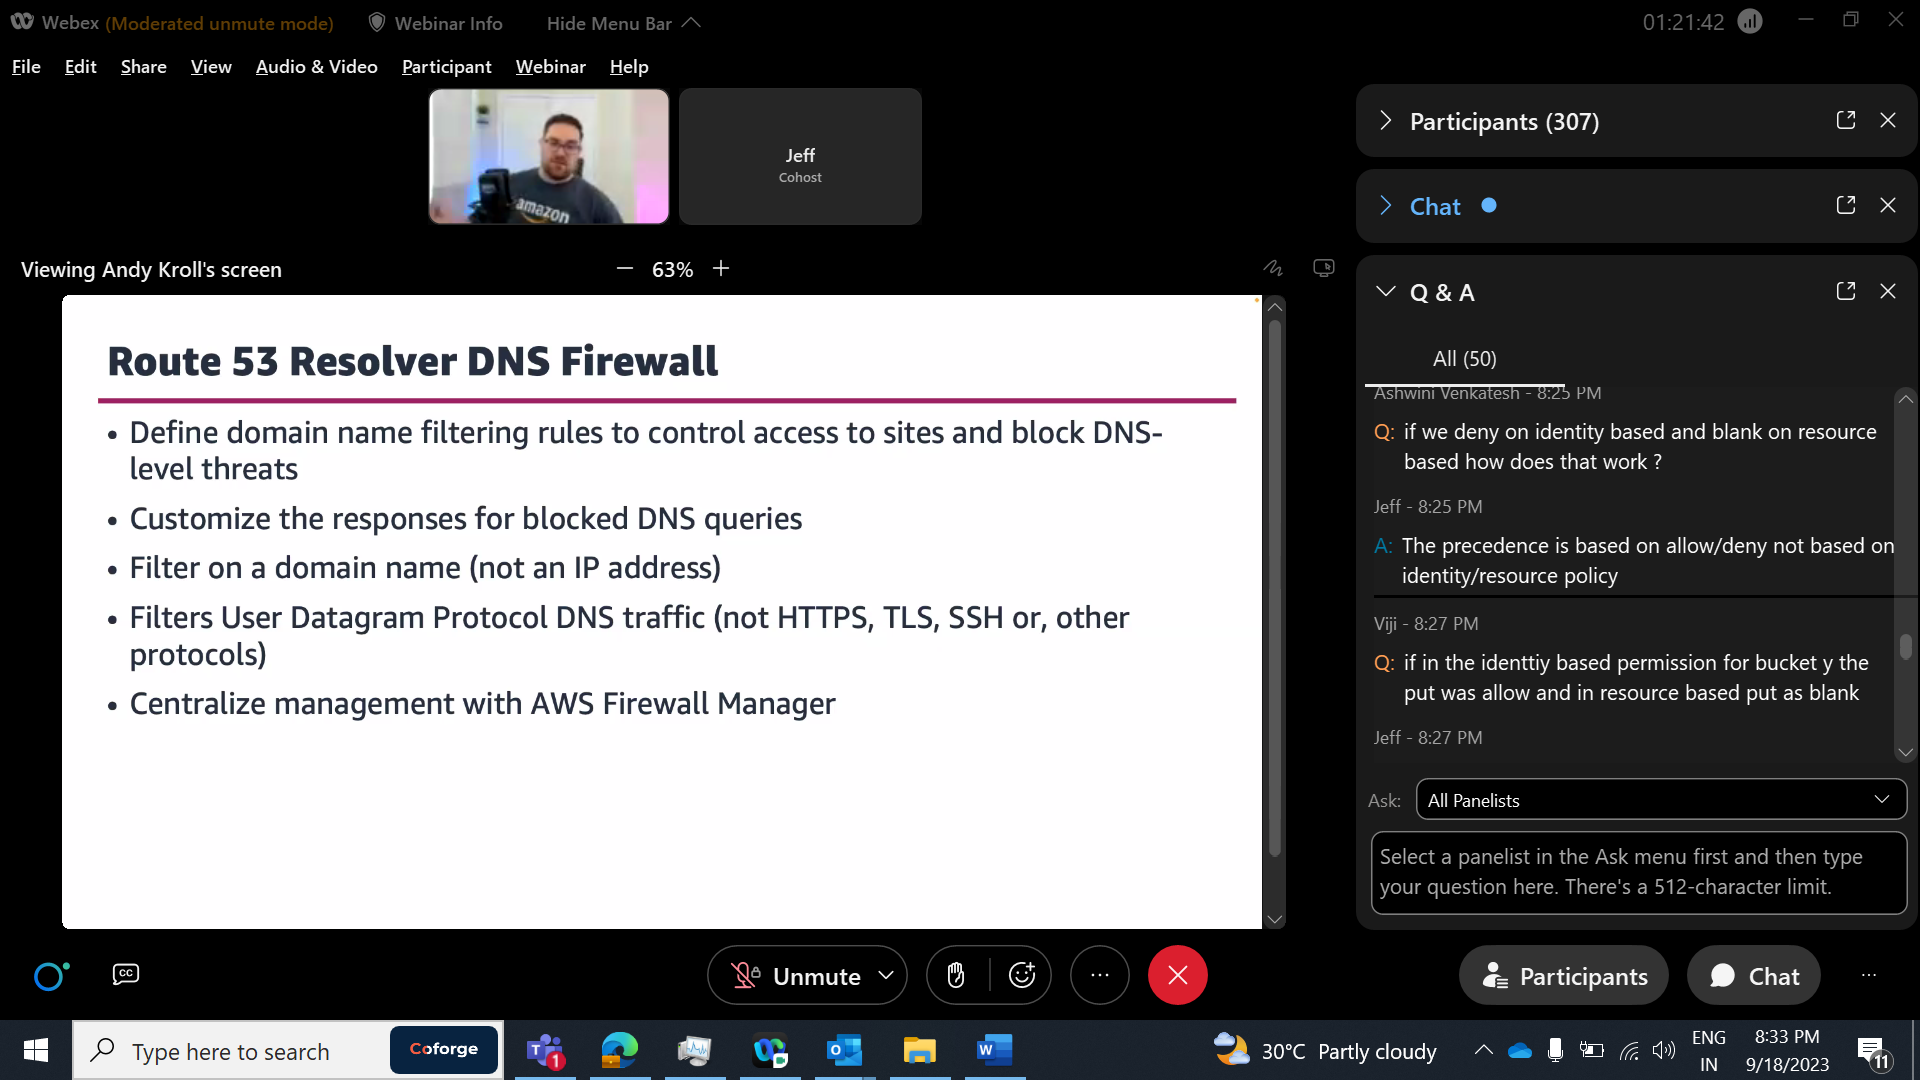 Webex (Moderated unmute mode) Webinar Info Hide Menu Bar 01:21:42
File Edit Share View Audio & Video Participant Webinar Help
amazon
Jeff
Cohost
Viewing Andy Kroll's screen 63%
Route 53 Resolver DNS Firewall
• Define domain name filtering rules to control access to sites and block DNS-
level threats
• Customize the responses for blocked DNS queries
• Filter on a domain name (not an IP address)
• Filters User Datagram Protocol DNS traffic (not HTTPS, TLS, SSH or, other
protocols)
• Centralize management with AWS Firewall Manager
Participants (307)
Chat
Q & A
All (50)
Ashwini Venkatesh - 8:25 PM
Q: if we deny on identity based and blank on resource
based how does that work ?
Jeff - 8:25 PM
A: The precedence is based on allow/deny not based on
identity/resource policy
Viji - 8:27 PM
Q: if in the identtiy based permission for bucket y the
put was allow and in resource based put as blank
Jeff - 8:27 PM
Ask: All Panelists
Select a panelist in the Ask menu first and then type
your question here. There's a 512-character limit.
CC Unmute Participants Chat
Type here to search Coforge T 1 W 30°C Partly cloudy ENG
IN 8:33 PM
9/18/2023 11